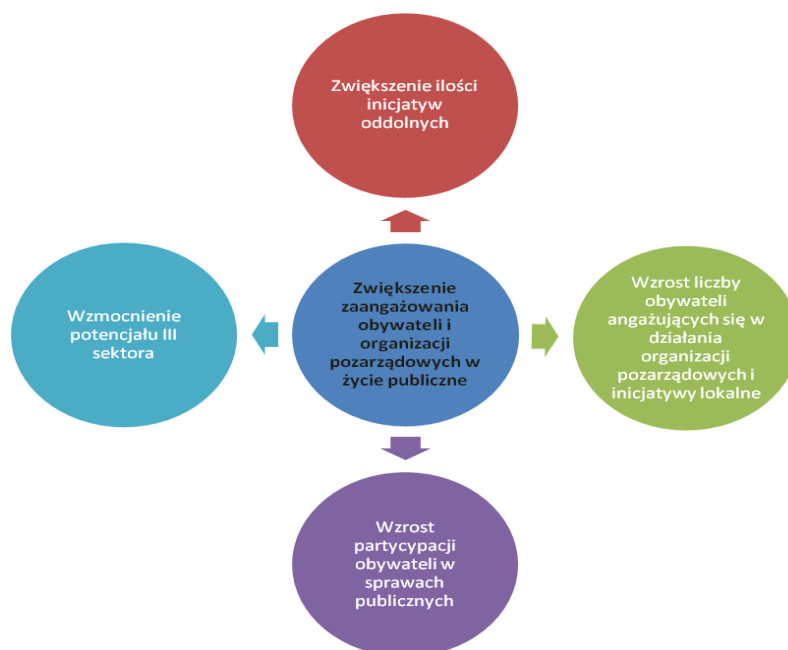 Zwiększenie ilości
inicjatyw
oddolnych
Wzmocnienie
potencjału III
sektora
Zwiększenie
zaangażowania
obywateli i
organizacji
pozarządowych w
życie publiczne
Wzrost liczby
obywateli
angażujących się w
działania
organizacji
pozarządowych i
inicjatywy lokalne
Wzrost
partycypacji
obywateli w
sprawach
publicznych